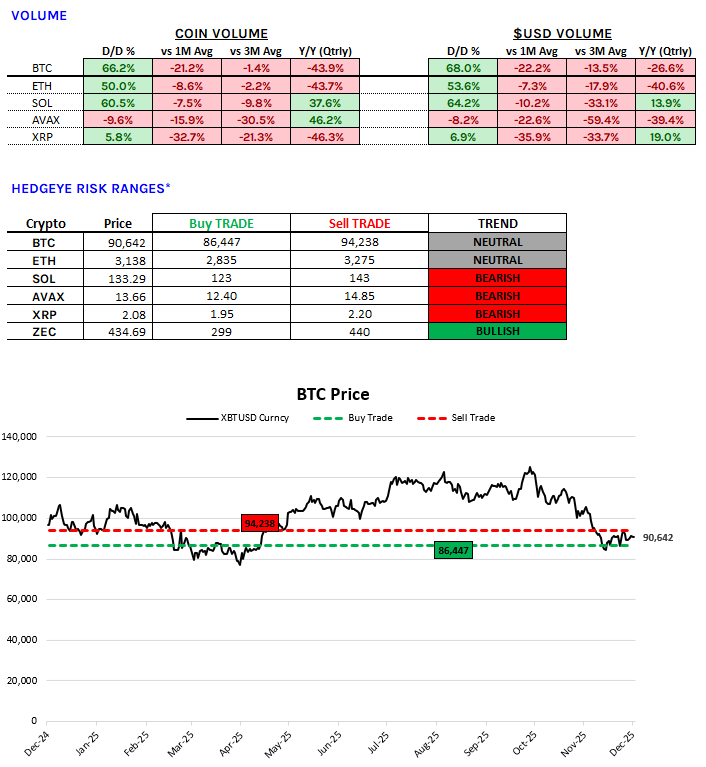 VOLUME
COIN VOLUME $USD VOLUME
D/D % vs 1M Avg vs 3M Avg Y/Y (Qtrly) D/D % vs 1M Avg vs 3M Avg Y/Y (Qtrly)
BTC 66.2% -21.2% -1.4% -43.9% 68.0% -22.2% -13.5% -26.6%
ETH 50.0% -8.6% -2.2% -43.7% 53.6% -7.3% -17.9% -40.6%
SOL 60.5% -7.5% -9.8% 37.6% 64.2% -10.2% -33.1% 13.9%
AVAX -9.6% -15.9% -30.5% 46.2% -8.2% -22.6% -59.4% -39.4%
XRP 5.8% -32.7% -21.3% -46.3% 6.9% -35.9% -33.7% 19.0%
HEDGEYE RISK RANGES*
Crypto Price Buy TRADE Sell TRADE TREND
BTC 90,642 86,447 94,238 NEUTRAL
ETH 3,138 2,835 3,275 NEUTRAL
SOL 133.29 123 143 BEARISH
AVAX 13.66 12.40 14.85 BEARISH
XRP 2.08 1.95 2.20 BEARISH
ZEC 434.69 299 440 BULLISH
BTC Price
XBTUSD Curncy Buy Trade Sell Trade
140,000
120,000
100,000
94,238
90,642
86,447
80,000
60,000
40,000
20,000
0
Dec-24 Jan-25 Feb-25 Mar-25 Apr-25 May-25 Jun-25 Jul-25 Aug-25 Sep-25 Oct-25 Nov-25 Dec-25